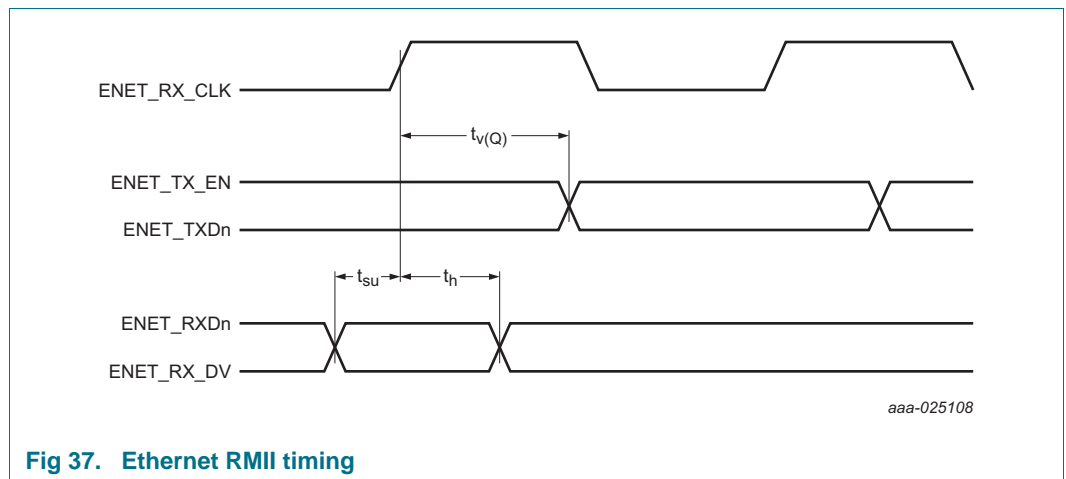 ENET_RX_CLK
tv(Q)
ENET_TX_EN
ENET_TXDn
tsu
th
ENET_RXDn
ENET_RX_DV
aaa-025108
Fig 37. Ethernet RMII timing